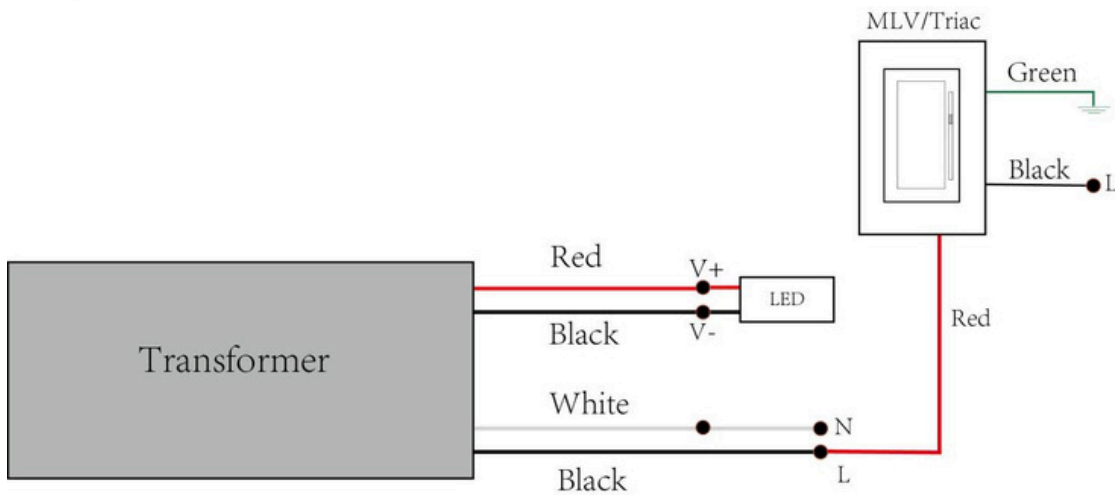 MLV/Triac
Green
Black
L
Red
V+
LED
Black
V-
Red
Transformer
White
N
L
Black